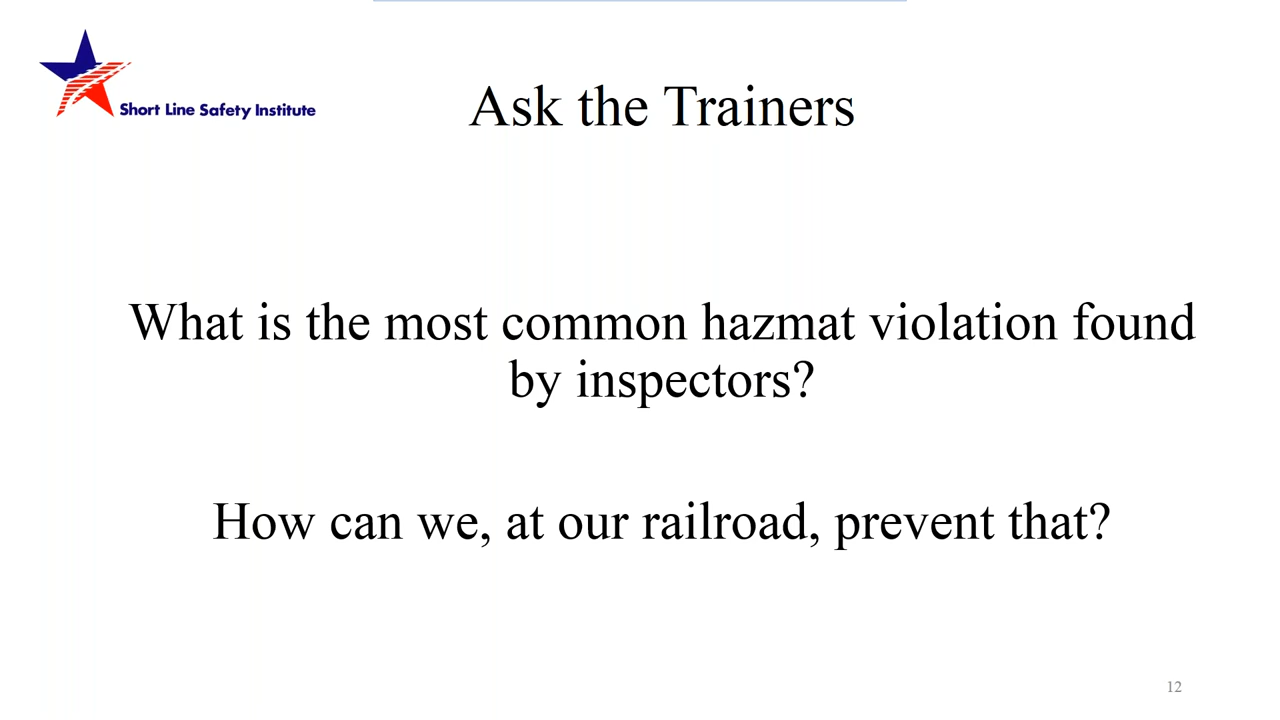 Short Line Safety Institute
Ask the Trainers
What is the most common hazmat violation found
by inspectors?
How can we, at our railroad, prevent that?
12